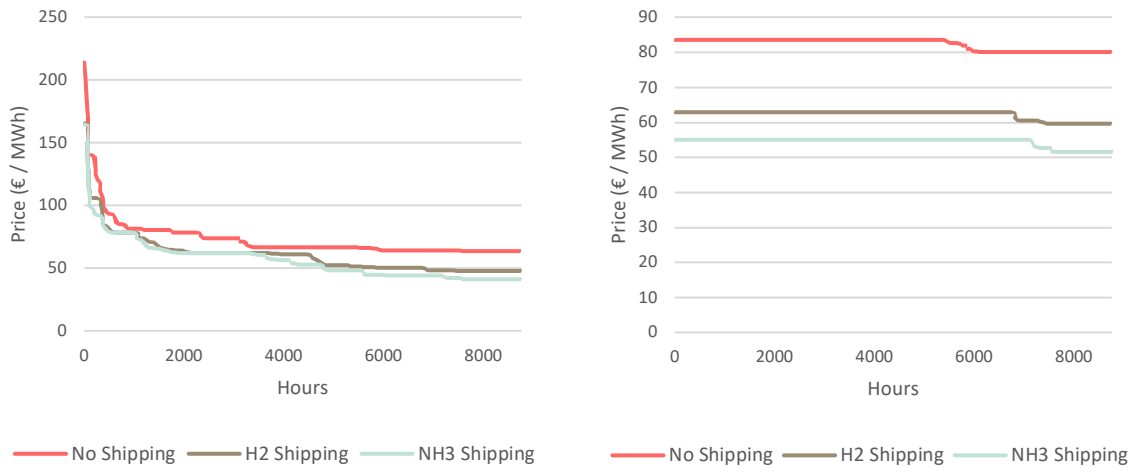 250
200
150
100
50
0
Price (€ / MWh)
0 2000 4000 6000 8000
Hours
No Shipping H2 Shipping NH3 Shipping
90
80
70
60
50
40
30
20
10
0
Price (€ / MWh)
0 2000 4000 6000 8000
Hours
No Shipping H2 Shipping NH3 Shipping